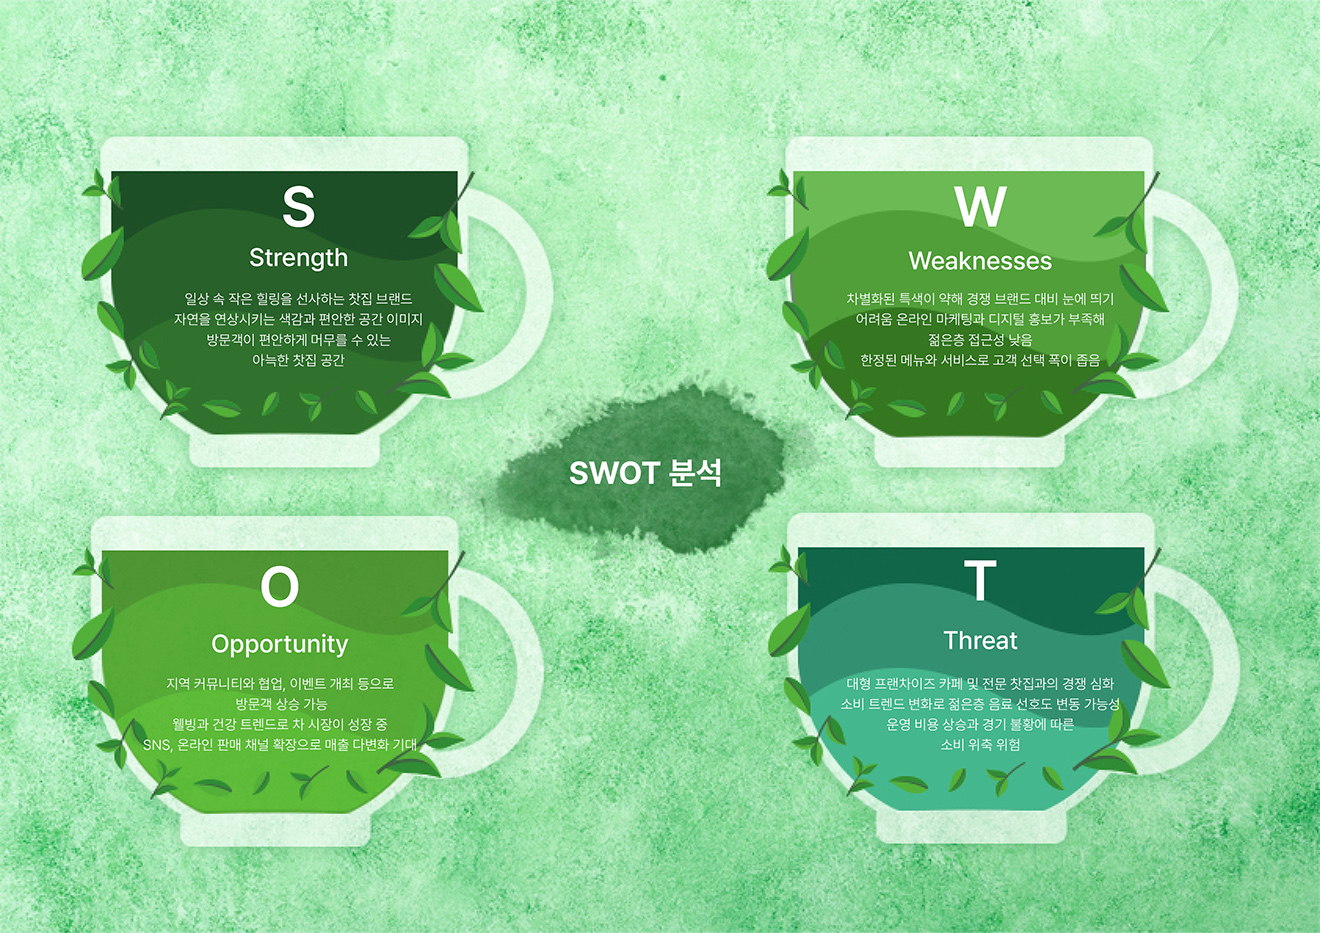 S
Strength
일상 속 작은 힐링을 선사하는 찻집 브랜드
자연을 연상시키는 색감과 편안한 공간 이미지
방문객이 편안하게 머무를 수 있는
아늑한 찻집 공간
W
Weaknesses
차별화된 특색이 약해 경쟁 브랜드 대비 눈에 띄기
어려움 온라인 마케팅과 디지털 홍보가 부족해
젊은층 접근성 낮음
한정된 메뉴와 서비스로 고객 선택 폭이 좁음
SWOT 분석
O
Opportunity
지역 커뮤니티와 협업, 이벤트 개최 등으로
방문객 상승 가능
웰빙과 건강 트렌드로 차 시장이 성장 중
SNS, 온라인 판매 채널 확장으로 매출 다변화 기대
T
Threat
대형 프랜차이즈 카페 및 전문 찻집과의 경쟁 심화
소비 트렌드 변화로 젊은층 음료 선호도 변동 가능성
운영 비용 상승과 경기 불황에 따른
소비 위축 위험